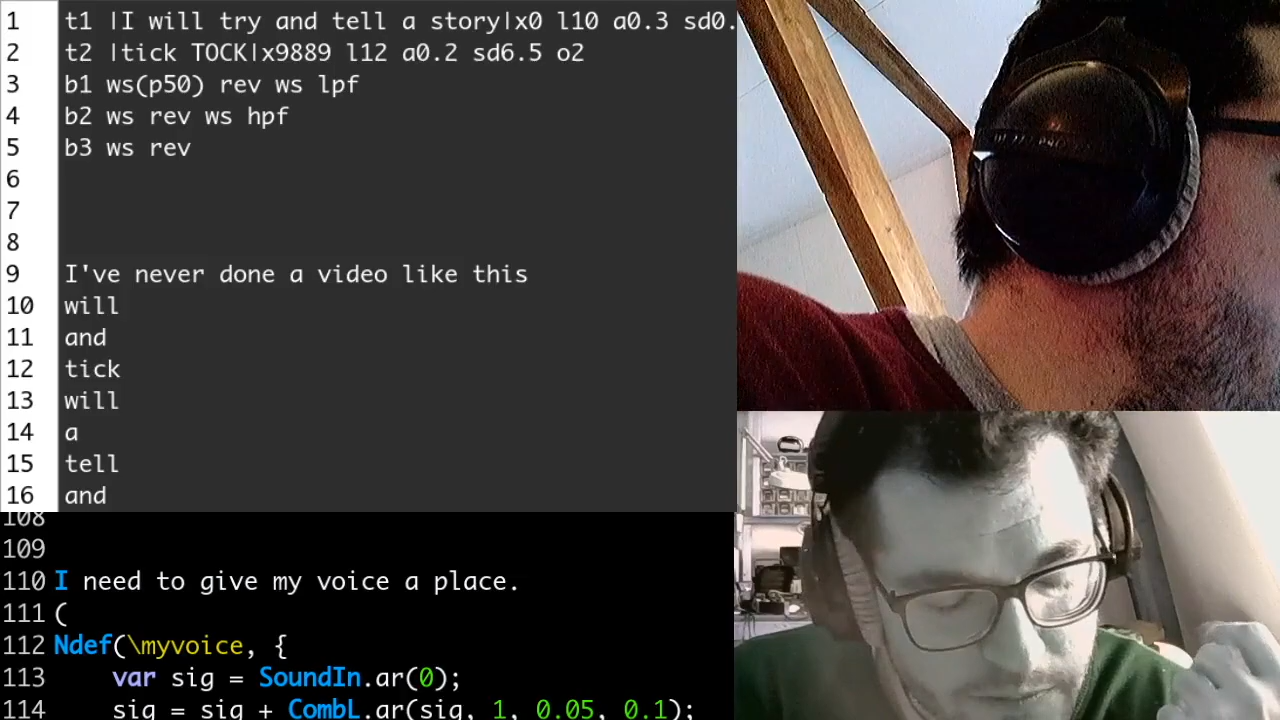 1 t1 |I will try and tell a story|x0 l10 a0.3 sd0.
2 t2 |tick TOCK|x9889 l12 a0.2 sd6.5 o2
3 b1 ws(p50) rev ws lpf
4 b2 ws rev ws hpf
5 b3 ws rev
6
7
8
9 I've never done a video like this
10 will
11 and
12 tick
13 will
14 a
15 tell
16 and
108
109
110 I need to give my voice a place.
111 (
112 Ndef(\myvoice, {
113 var sig = SoundIn.ar(0);
114 sig = sig + CombL.ar(sig, 1, 0.05, 0.1);